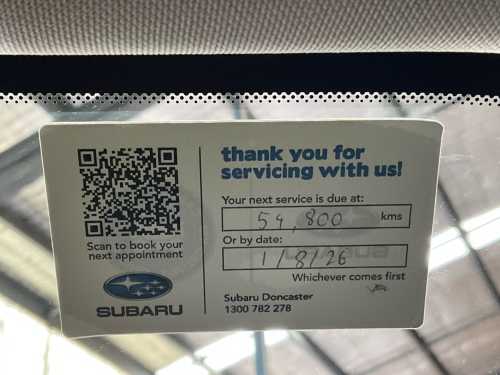 thank you for
servicing with us!
Your next service is due at:
54,800 kms
Or by date:
1/8/26
Whichever comes first
Subaru Doncaster
1300 782 278
Scan to book your
next appointment
SUBARU